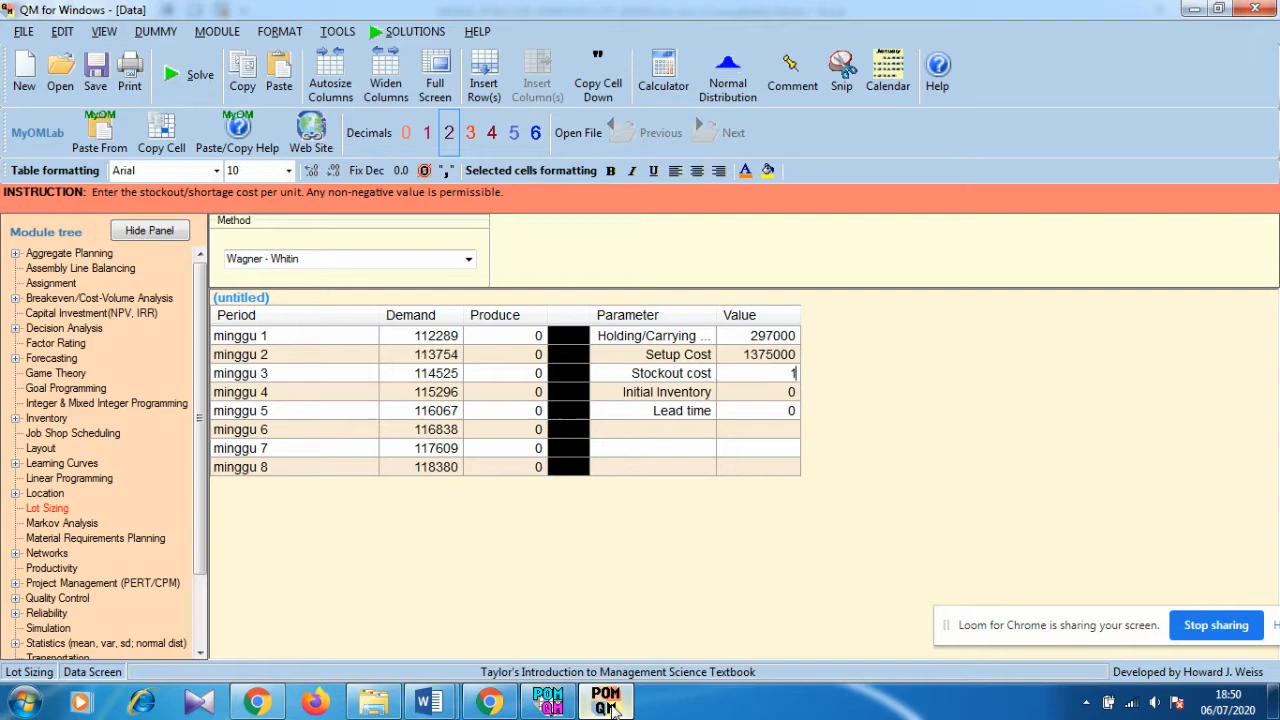 QM for Windows - [Data]
FILE EDIT VIEW DUMMY MODULE FORMAT TOOLS SOLUTIONS HELP
New Open Save Print Solve Copy Paste Autosize Columns Widen Columns Full Screen Insert Row(s) Insert Column(s) Copy Cell Down Calculator Normal Distribution Comment Snip Calendar Help
MyOMLab Paste From Copy Cell Paste/Copy Help Web Site Decimals 0 1 2 3 4 5 6 Open File Previous Next
Table formatting Arial 10 Fix Dec 0.0 Selected cells formatting B I U A
INSTRUCTION: Enter the stockout/shortage cost per unit. Any non-negative value is permissible.
Module tree Hide Panel
Aggregate Planning
Assembly Line Balancing
Assignment
Breakeven/Cost-Volume Analysis
Capital Investment(NPV, IRR)
Decision Analysis
Factor Rating
Forecasting
Game Theory
Goal Programming
Integer & Mixed Integer Programming
Inventory
Job Shop Scheduling
Layout
Learning Curves
Linear Programming
Location
Lot Sizing
Markov Analysis
Material Requirements Planning
Networks
Productivity
Project Management (PERT/CPM)
Quality Control
Reliability
Simulation
Statistics (mean, var, sd; normal dist)
Transportation
Method
Wagner - Whitin
(untitled)
Period Demand Produce Parameter Value
minggu 1 112289 0 Holding/Carrying ... 297000
minggu 2 113754 0 Setup Cost 1375000
minggu 3 114525 0 Stockout cost 1
minggu 4 115296 0 Initial Inventory 0
minggu 5 116067 0 Lead time 0
minggu 6 116838 0
minggu 7 117609 0
minggu 8 118380 0
Loom for Chrome is sharing your screen. Stop sharing H
Lot Sizing Data Screen Taylor's Introduction to Management Science Textbook Developed by Howard J. Weiss
POM QM POM QM
18:50
06/07/2020